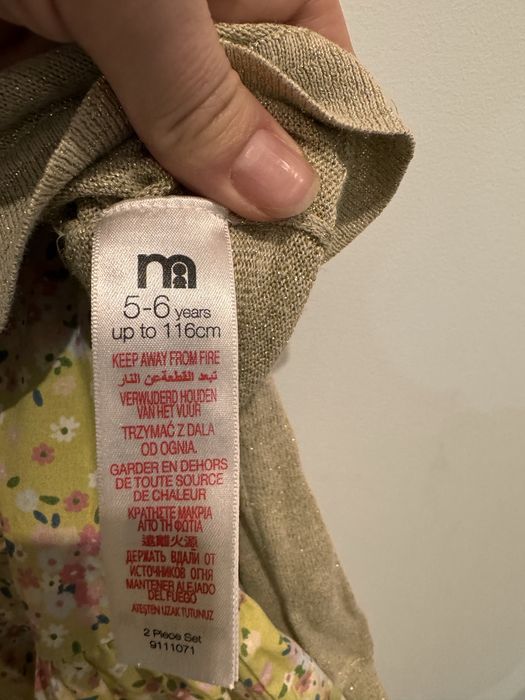 m
5-6 years
up to 116cm
KEEP AWAY FROM FIRE
تبعد القطعة عن النار
VERWIJDERD HOUDEN
VAN HET VUUR
TRZYMAĆ Z DALA
OD OGNIA.
GARDER EN DEHORS
DE TOUTE SOURCE
DE CHALEUR
ΚΡΑΤΗΣΤΕ ΜΑΚΡΙΑ
ΑΠΟ ΤΗ ΦΩΤΙΑ
遠離火源
ДЕРЖАТЬ ВДАЛИ ОТ
ИСТОЧНИКОВ ОГНЯ
MANTENER ALEJADO
DEL FUEGO
ATEŞTEN UZAK TUTUNUZ
2 Piece Set
9111071